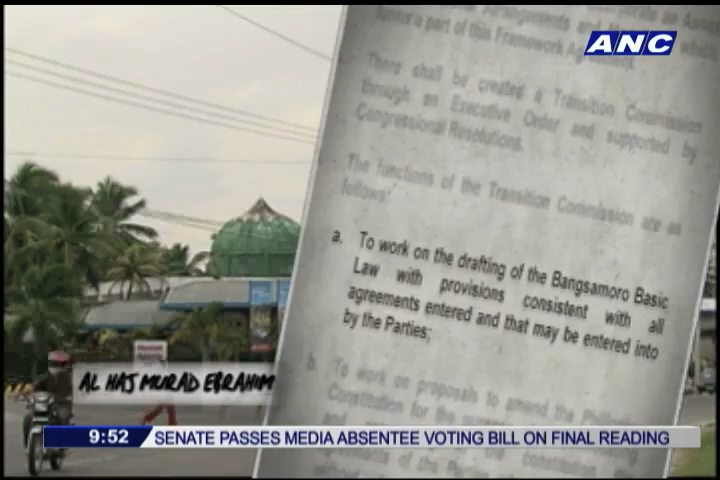 ANC
forms a part of this Framework Agreement.
There shall be created a Transition Commission
through an Executive Order and supported by
Congressional Resolutions.
The functions of the Transition Commission are as
follows:
a. To work on the drafting of the Bangsamoro Basic
Law with provisions consistent with all
agreements entered and that may be entered into
by the Parties;
b. To work on proposals to amend the Philippine
Constitution for the
AL HAJ MURAD EBRAHIM
9:52 SENATE PASSES MEDIA ABSENTEE VOTING BILL ON FINAL READING